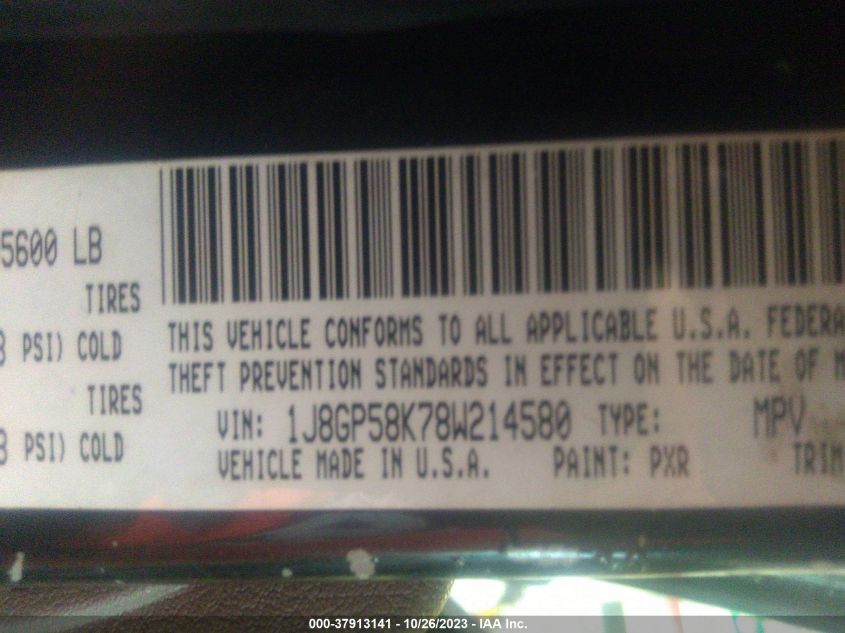 5600 LB
TIRES
PSI) COLD
TIRES
PSI) COLD
THIS VEHICLE CONFORMS TO ALL APPLICABLE U.S.A. FEDERA
THEFT PREVENTION STANDARDS IN EFFECT ON THE DATE OF M
VIN: 1J8GP58K78W214580 TYPE: MPV
VEHICLE MADE IN U.S.A. PAINT: PXR TRIM
000-37913141 - 10/26/2023 - IAA Inc.